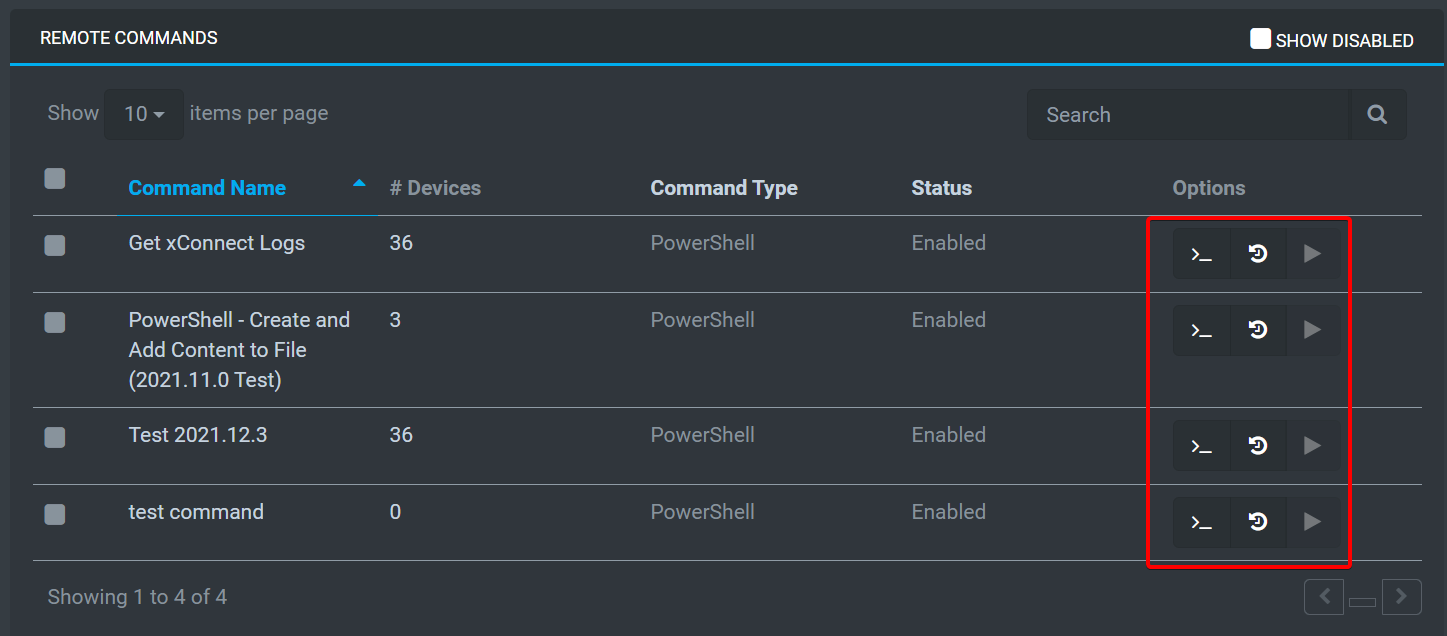 REMOTE COMMANDS
SHOW DISABLED
Show 10 items per page
Search
Command Name # Devices Command Type Status Options
Get xConnect Logs 36 PowerShell Enabled
PowerShell - Create and 3 PowerShell Enabled
Add Content to File
(2021.11.0 Test)
Test 2021.12.3 36 PowerShell Enabled
test command 0 PowerShell Enabled
Showing 1 to 4 of 4